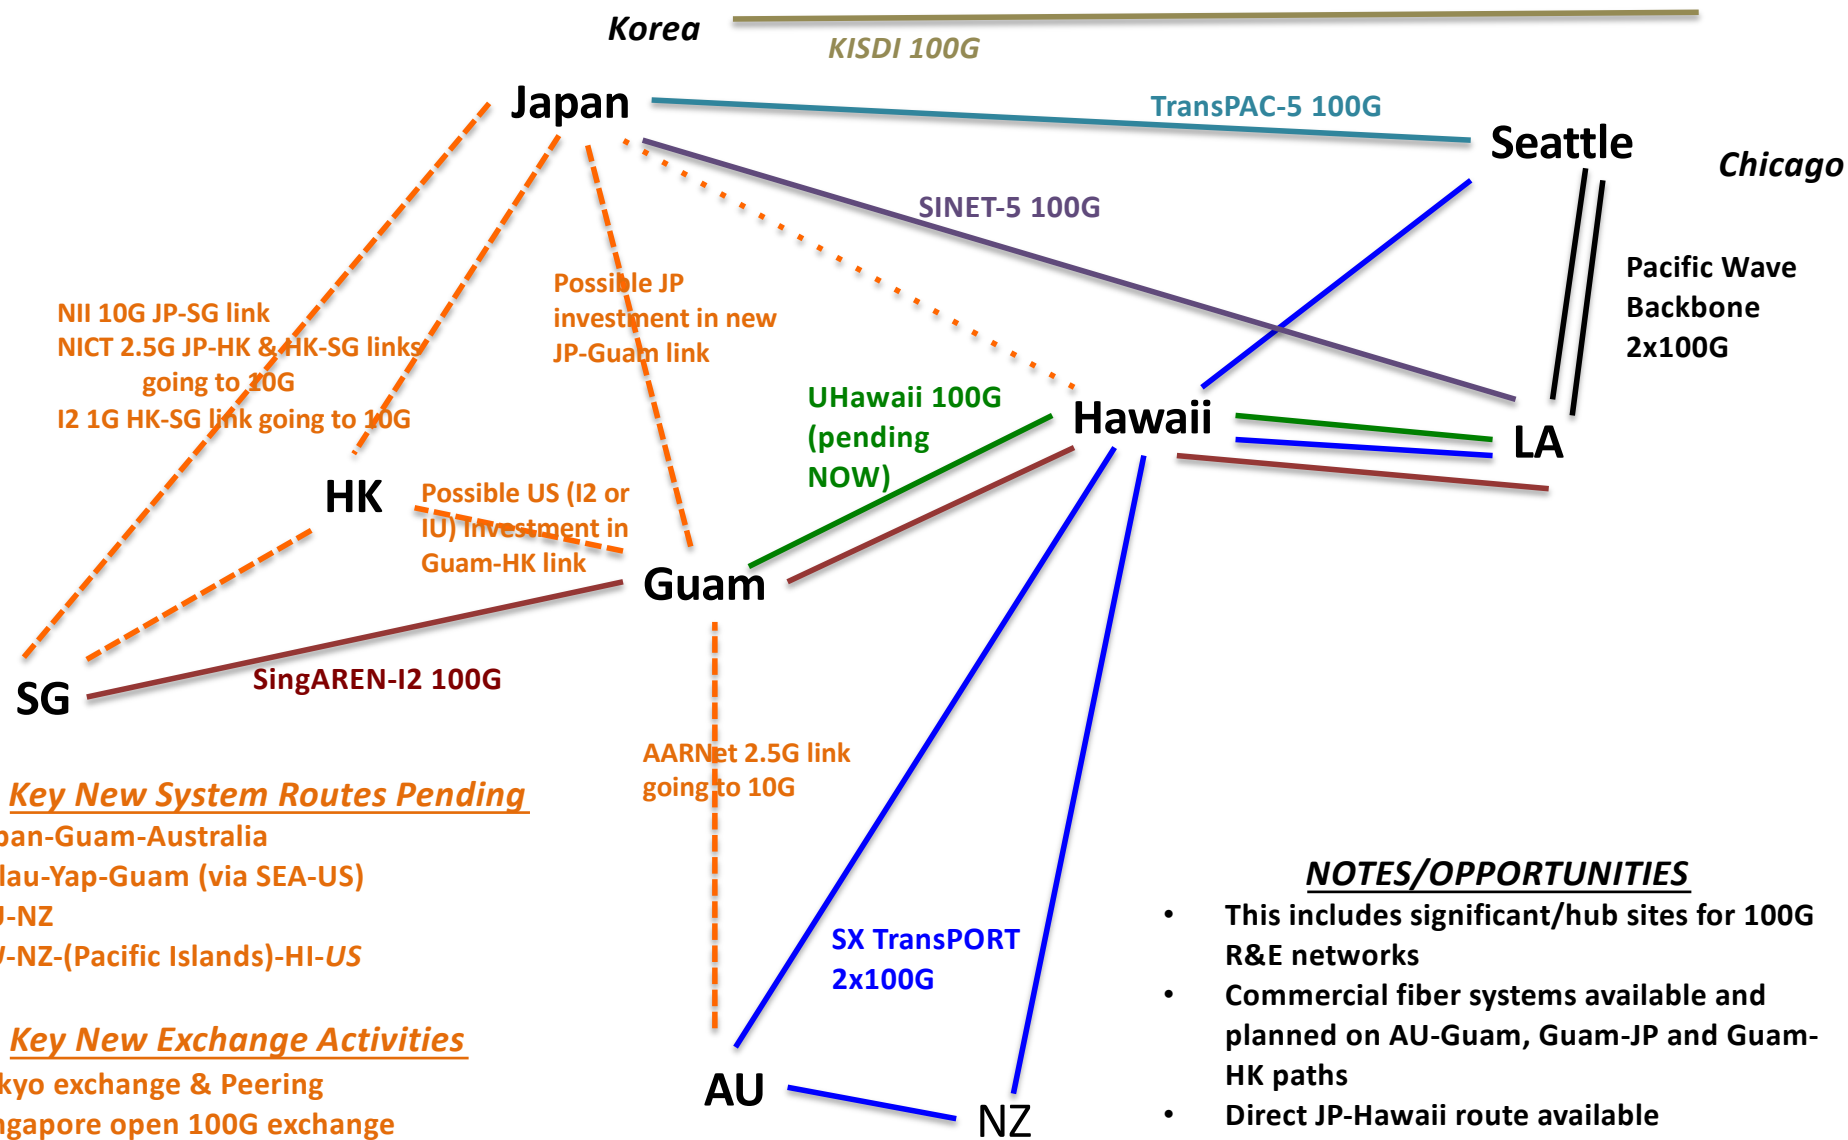 Korea
KISDI 100G
Japan
TransPAC-5 100G
Seattle
Chicago
SINET-5 100G
Pacific Wave
Backbone
2x100G
Possible JP
investment in new
JP-Guam link
NII 10G JP-SG link
NICT 2.5G JP-HK & HK-SG links
going to 10G
I2 1G HK-SG link going to 10G
UHawaii 100G
(pending
NOW)
Hawaii
LA
HK
Possible US (I2 or
IU) Investment in
Guam-HK link
Guam
SG
SingAREN-I2 100G
AARNet 2.5G link
going to 10G
Key New System Routes Pending
pan-Guam-Australia
lau-Yap-Guam (via SEA-US)
J-NZ
J-NZ-(Pacific Islands)-HI-US
Key New Exchange Activities
kyo exchange & Peering
ngapore open 100G exchange
SX TransPORT
2x100G
AU
NZ
NOTES/OPPORTUNITIES
• This includes significant/hub sites for 100G
R&E networks
• Commercial fiber systems available and
planned on AU-Guam, Guam-JP and Guam-
HK paths
• Direct JP-Hawaii route available